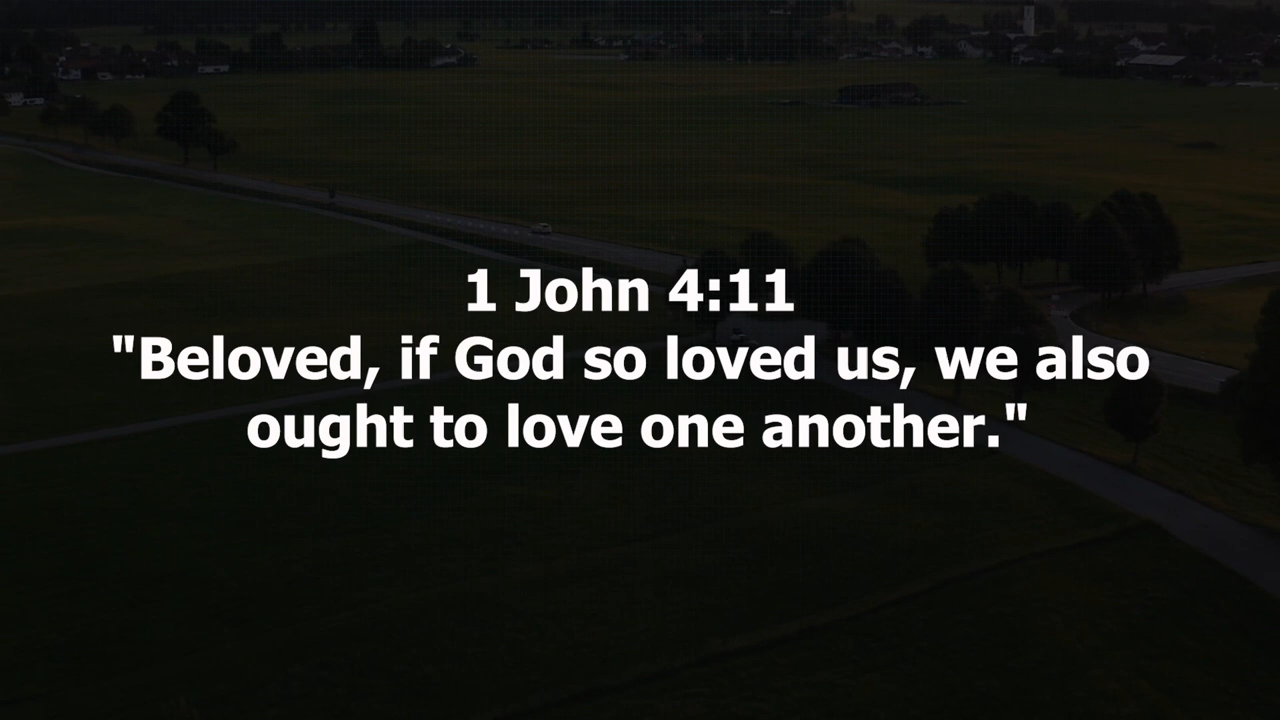 1 John 4:11
"Beloved, if God so loved us, we also
ought to love one another."